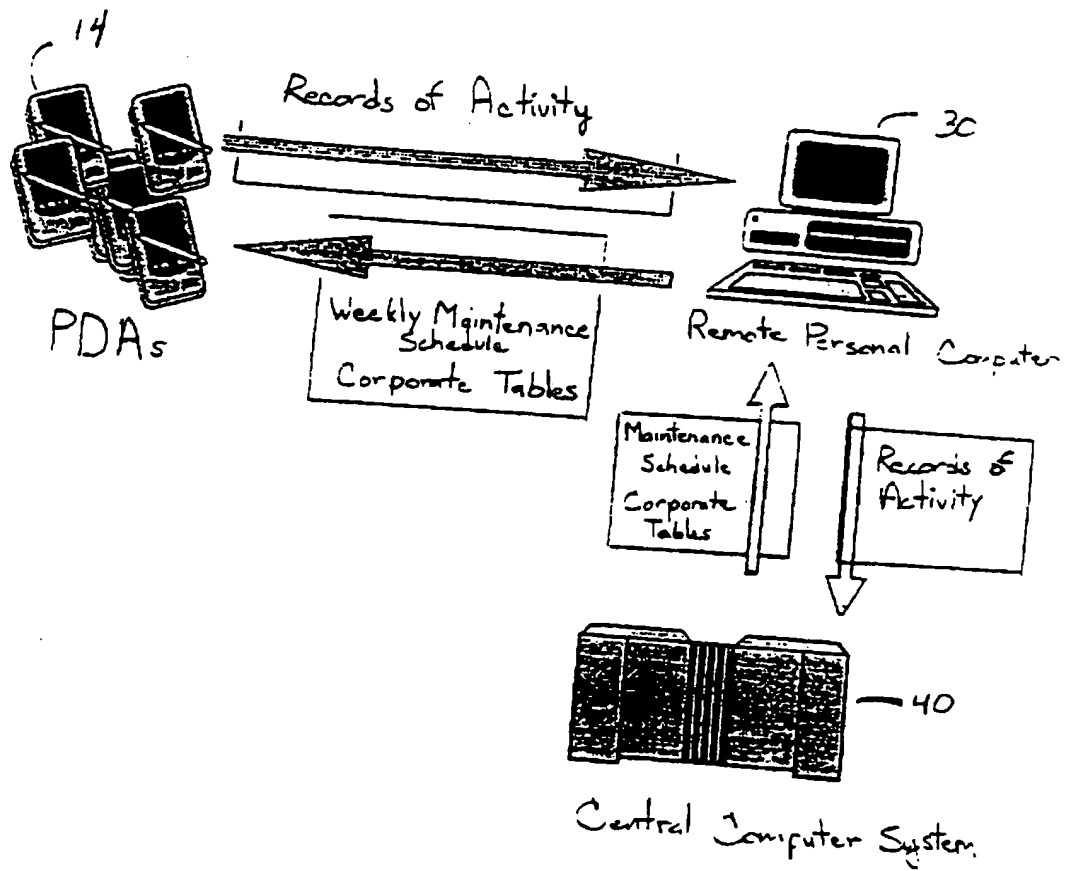 14
Records of Activity
30
PDAs
Weekly Maintenance
Schedule
Corporate Tables
Remote Personal Computer
Maintenance
Schedule
Corporate
Tables
Records of
Activity
40
Central Computer System